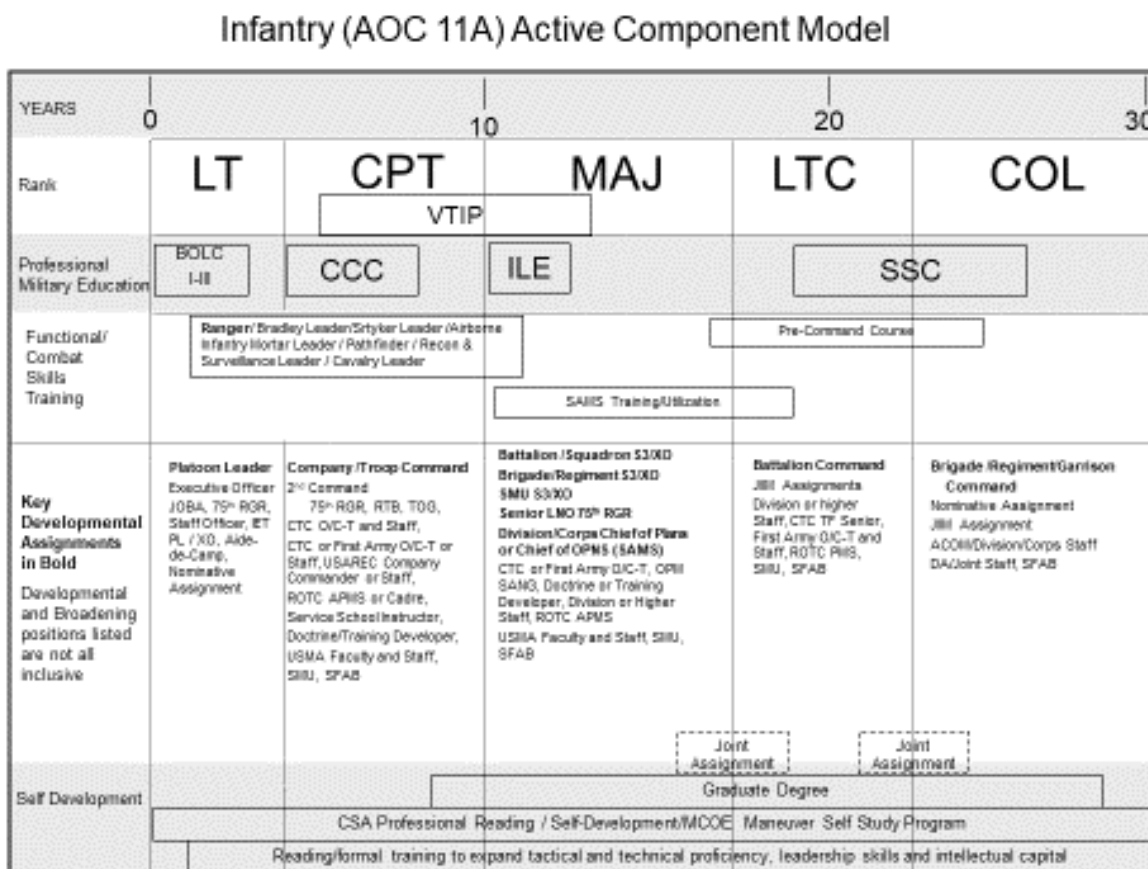 Infantry (AOC 11A) Active Component Model
YEARS
0
10
20
30
Rank
LT
CPT
MAJ
LTC
COL
VTIP
Professional
Military Education
BOLC
I-III
CCC
ILE
SSC
Functional/
Combat
Skills
Training
Ranger/ Bradley Leader/Srtyker Leader /Airborne
Infantry Mortar Leader / Pathfinder / Recon &
Surveillance Leader / Cavalry Leader
Pre-Command Course
SAMS Training/Utilization
Key
Developmental
Assignments
in Bold
Developmental
and Broadening
positions listed
are not all
inclusive
Platoon Leader
Executive Officer
JOBA, 75th RGR,
Staff Officer, IET
PL / XO, Aide-
de-Camp,
Nominative
Assignment
Company /Troop Command
2nd Command
75th RGR, RTB, TOG,
CTC O/C-T and Staff,
CTC or First Army O/C-T or
Staff, USAREC Company
Commander or Staff,
ROTC APMS or Cadre,
Service School Instructor,
Doctrine/Training Developer,
USMA Faculty and Staff,
SMU, SFAB
Battalion /Squadron S3/XO
Brigade/Regiment S3/XO
SMU S3/XO
Senior LNO 75th RGR
Division/Corps Chief of Plans
or Chief of OPNS (SAMS)
CTC or First Army O/C-T, OPM
SANG, Doctrine or Training
Developer, Division or Higher
Staff, ROTC APMS
USMA Faculty and Staff, SMU,
SFAB
Battalion Command
JIIM Assignments
Division or higher
Staff, CTC TF Senior,
First Army O/C-T and
Staff, ROTC PMS,
SMU, SFAB
Brigade /Regiment/Garrison
Command
Nominative Assignment
JIIM Assignment
ACOM/Division/Corps Staff
DA/Joint Staff, SFAB
Joint
Assignment
Joint
Assignment
Self Development
Graduate Degree
CSA Professional Reading / Self-Development/MCOE Maneuver Self Study Program
Reading/formal training to expand tactical and technical proficiency, leadership skills and intellectual capital